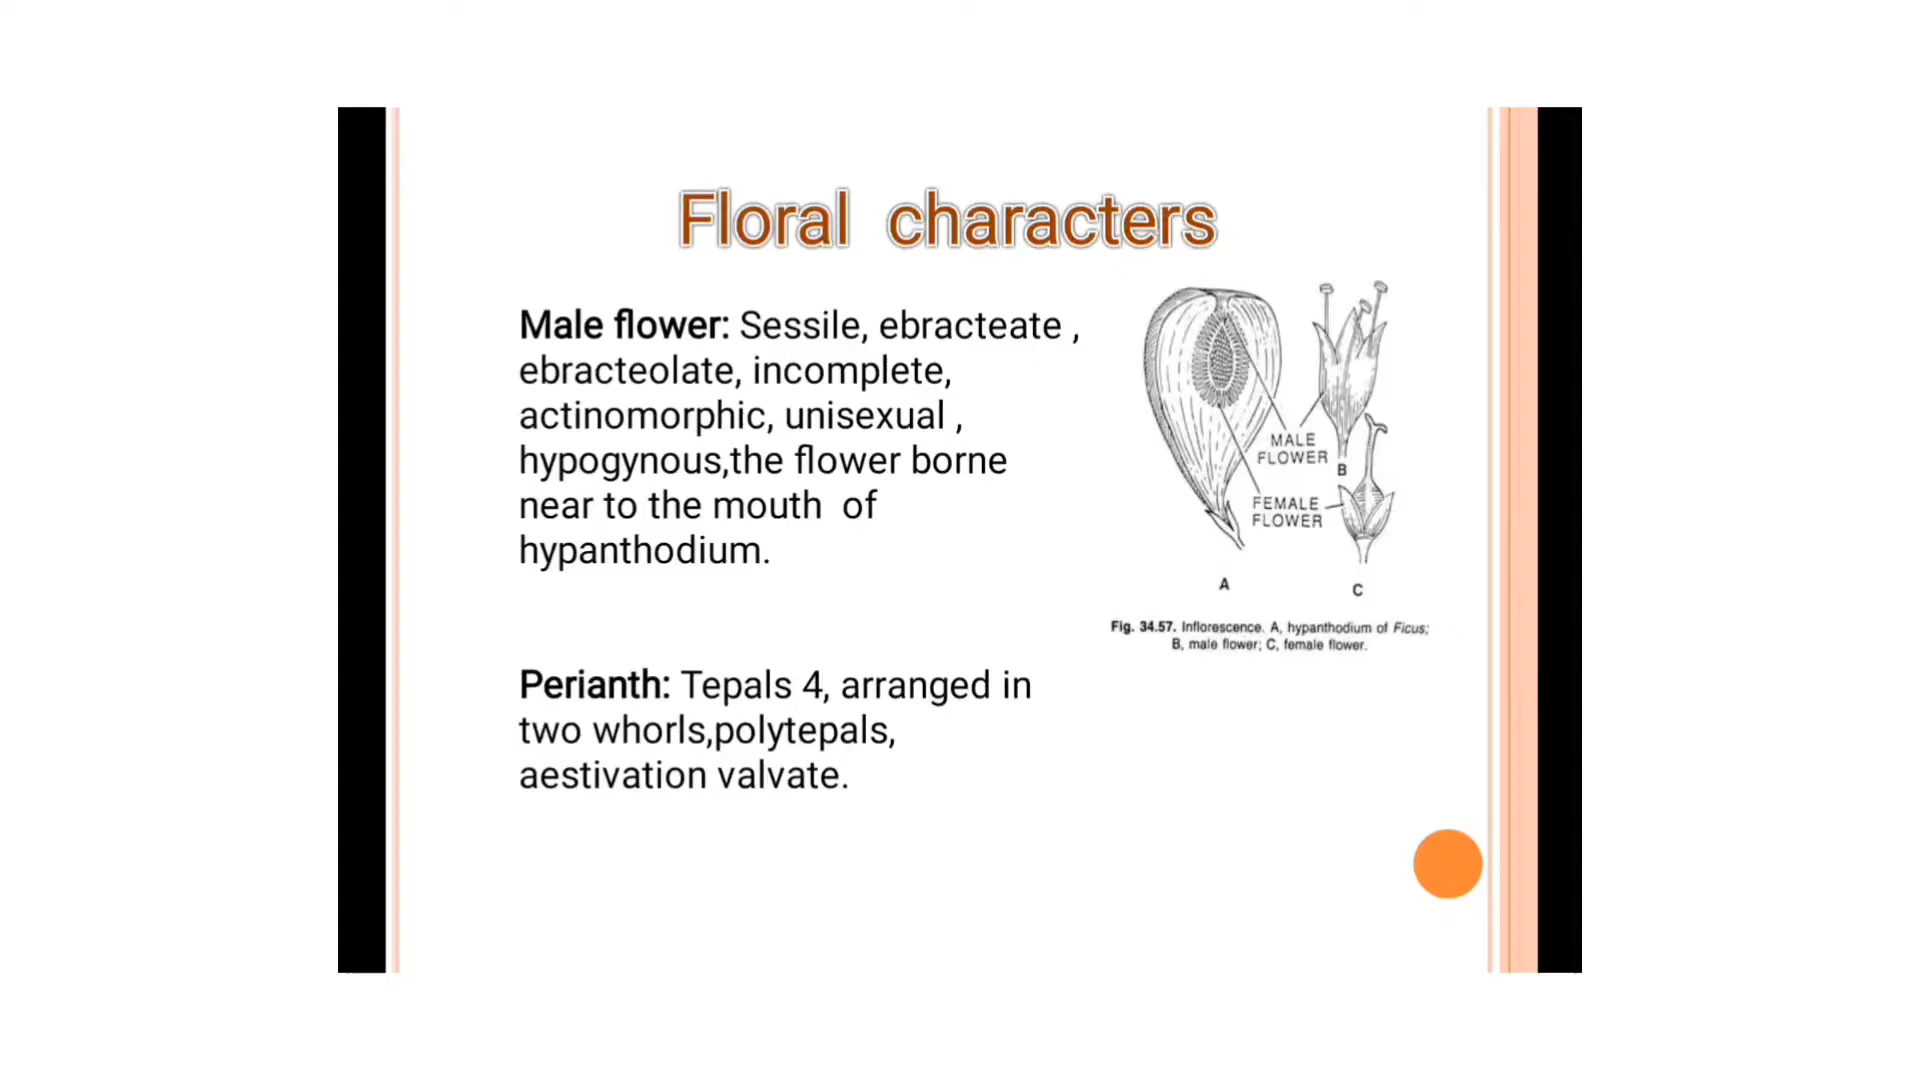 Floral characters
Male flower: Sessile, ebracteate ,
ebracteolate, incomplete,
actinomorphic, unisexual ,
hypogynous,the flower borne
near to the mouth of
hypanthodium.
Perianth: Tepals 4, arranged in
two whorls,polytepals,
aestivation valvate.
MALE
FLOWER
B
FEMALE
FLOWER
A
C
Fig. 34.57. Inflorescence. A, hypanthodium of Ficus;
B, male flower; C, female flower.